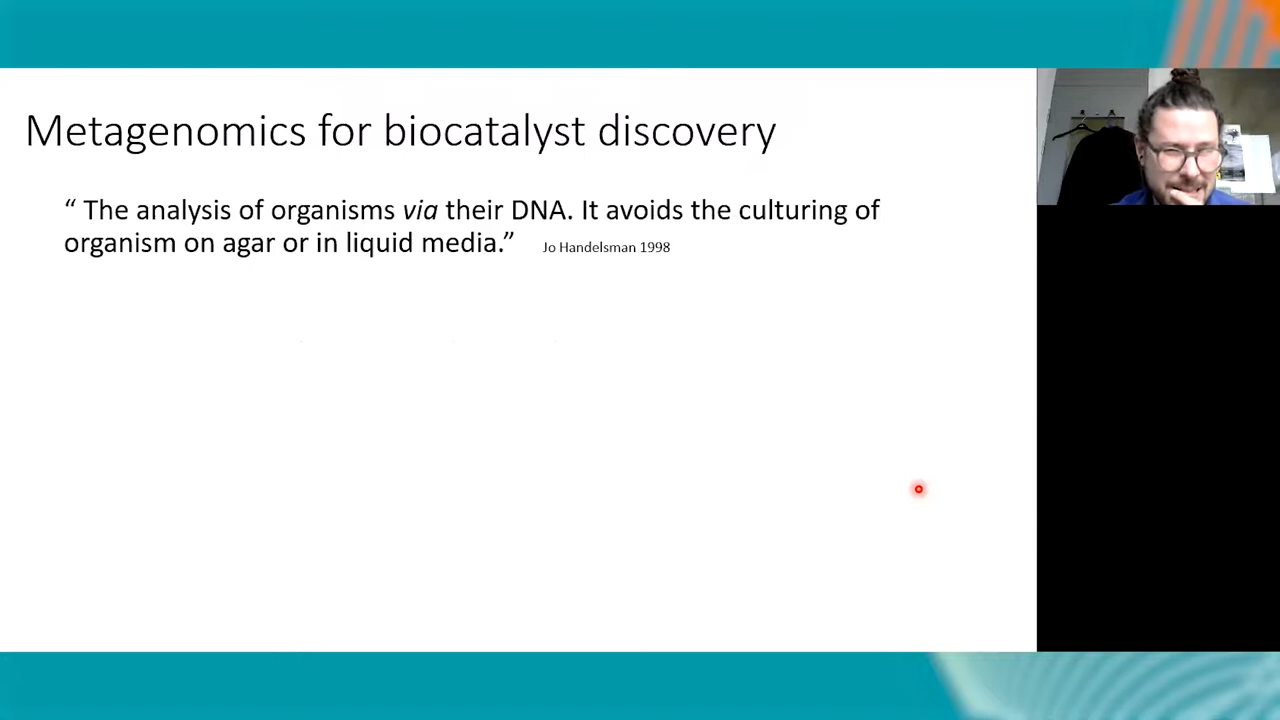 Metagenomics for biocatalyst discovery
“ The analysis of organisms via their DNA. It avoids the culturing of
organism on agar or in liquid media.” Jo Handelsman 1998